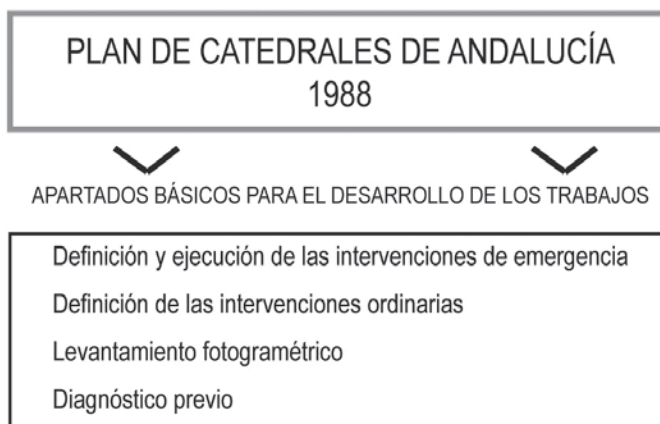 PLAN DE CATEDRALES DE ANDALUCÍA
1988
APARTADOS BÁSICOS PARA EL DESARROLLO DE LOS TRABAJOS
Definición y ejecución de las intervenciones de emergencia
Definición de las intervenciones ordinarias
Levantamiento fotogramétrico
Diagnóstico previo